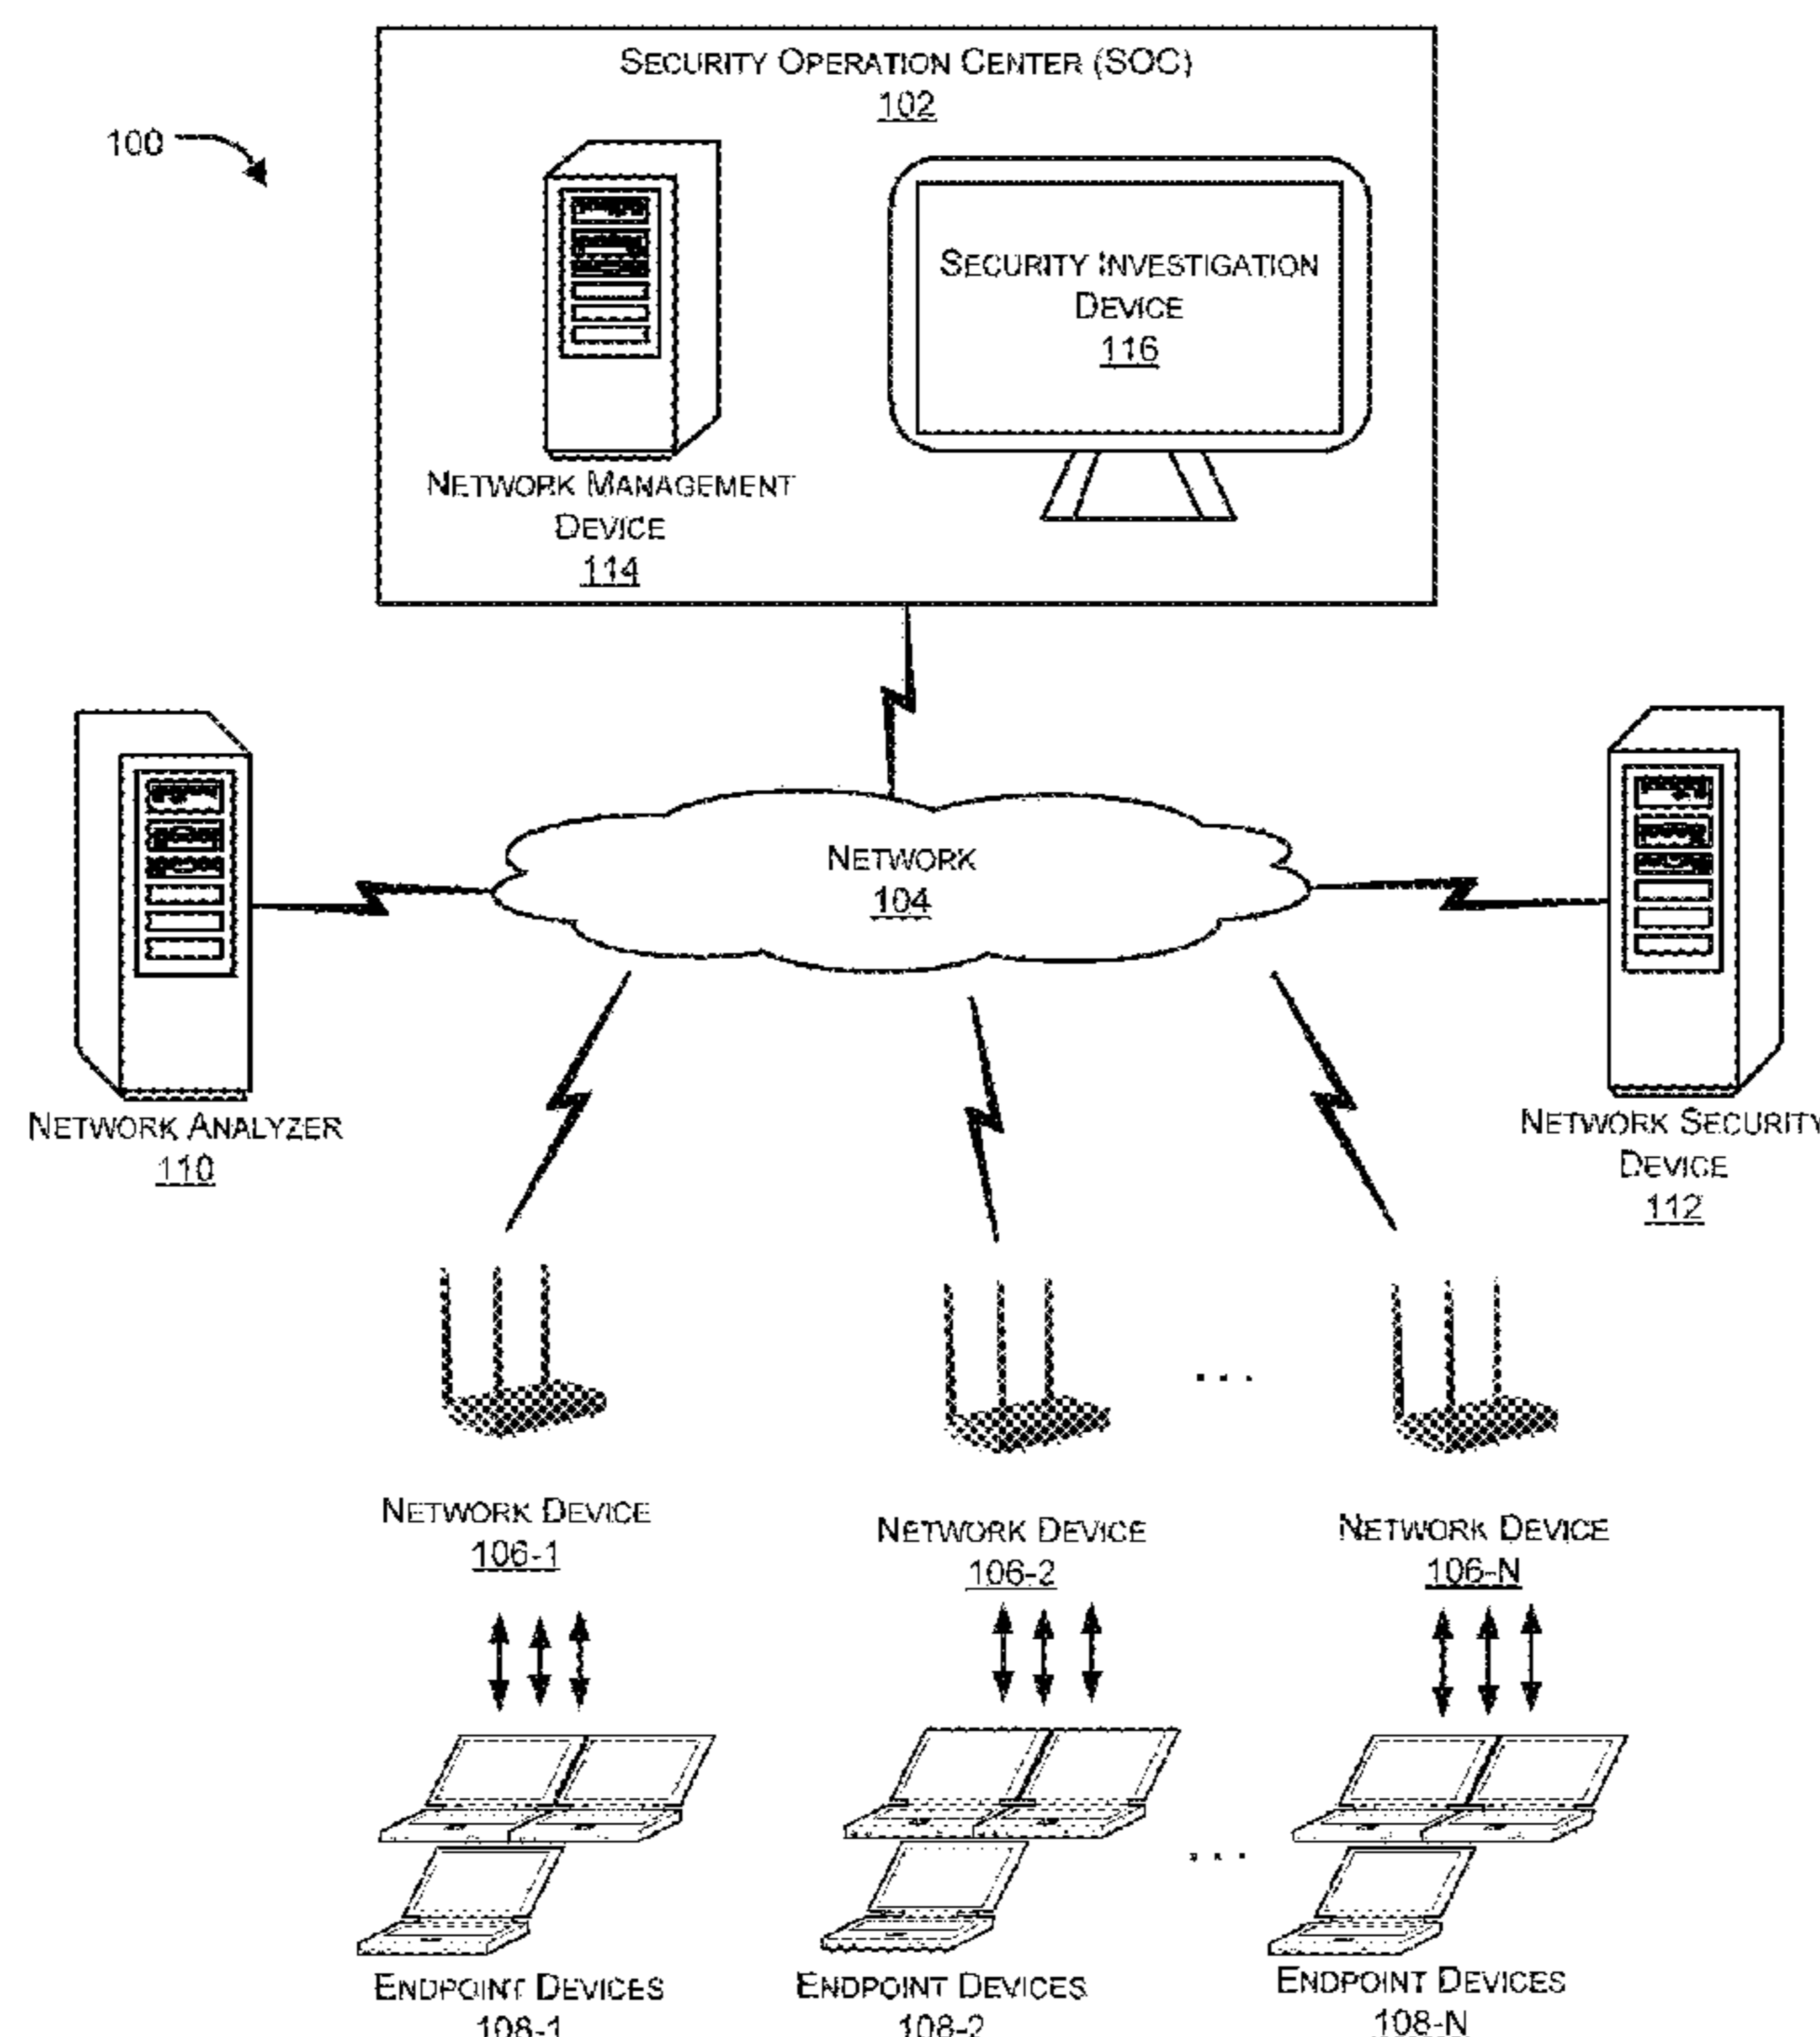 SECURITY OPERATION CENTER (SOC)
102
100
SECURITY INVESTIGATION
DEVICE
116
NETWORK MANAGEMENT
DEVICE
114
NETWORK
104
NETWORK ANALYZER
110
NETWORK SECURITY
DEVICE
112
...
NETWORK DEVICE
106-1
NETWORK DEVICE
106-2
NETWORK DEVICE
106-N
...
ENDPOINT DEVICES
108-1
ENDPOINT DEVICES
108-2
ENDPOINT DEVICES
108-N